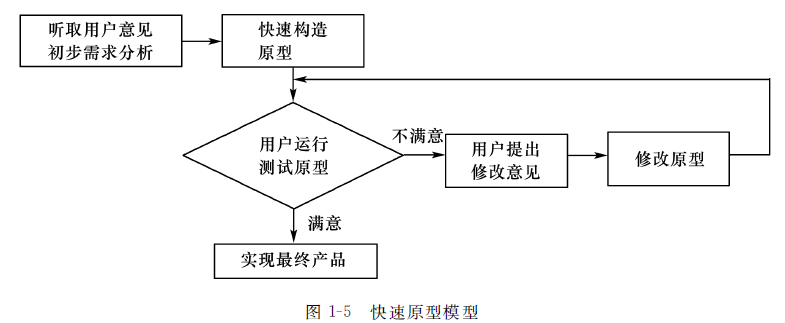 听取用户意见
初步需求分析
快速构造
原型
用户运行
测试原型
不满意
用户提出
修改意见
修改原型
满意
实现最终产品
图 1-5 快速原型模型